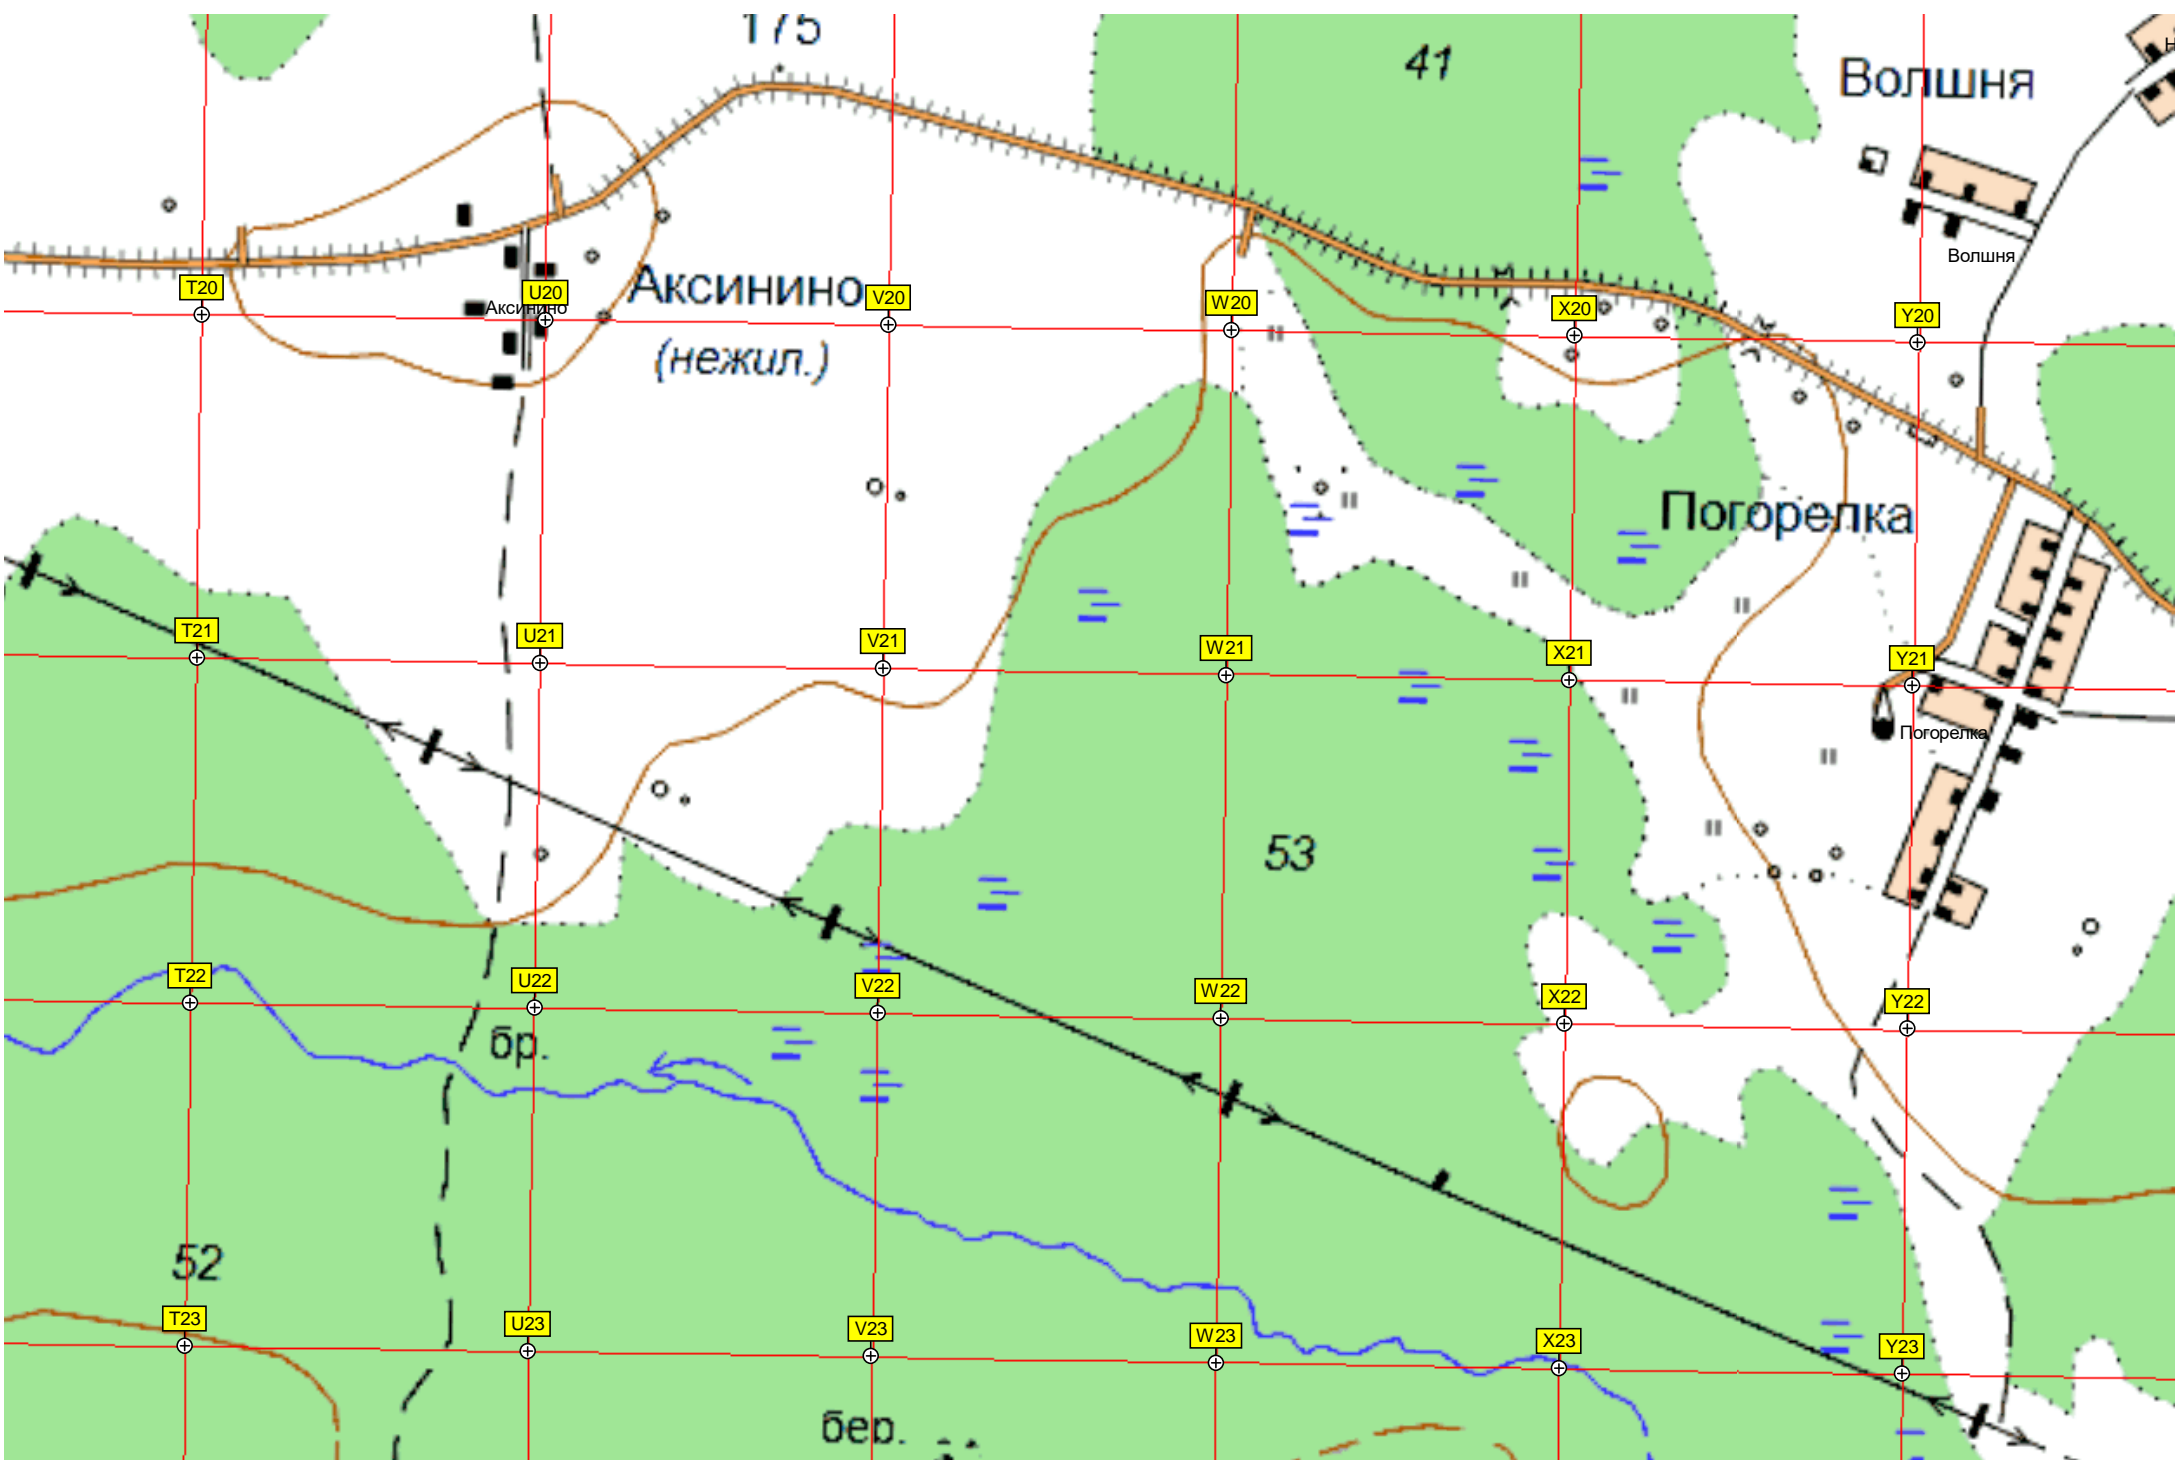 175
41
Волшня
Волшня
T20
U20
Аксинино
Аксинино
(нежил.)
V20
W20
X20
Y20
Погорелка
T21
U21
V21
W21
X21
Y21
Погорелка
53
T22
U22
V22
W22
X22
Y22
бр.
52
T23
U23
V23
W23
X23
Y23
бер.